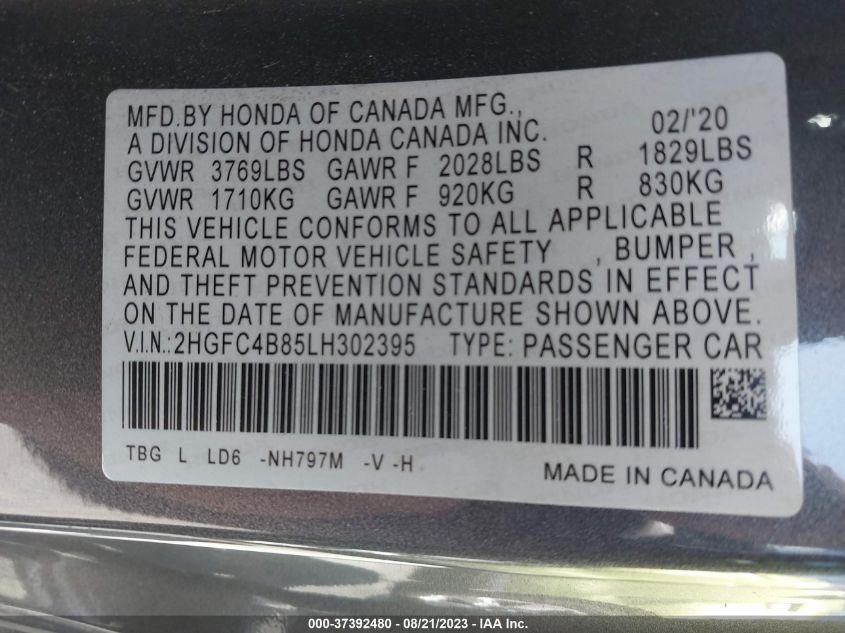 MFD.BY HONDA OF CANADA MFG.,
A DIVISION OF HONDA CANADA INC. 02/'20
GVWR 3769LBS GAWR F 2028LBS R 1829LBS
GVWR 1710KG GAWR F 920KG R 830KG
THIS VEHICLE CONFORMS TO ALL APPLICABLE
FEDERAL MOTOR VEHICLE SAFETY , BUMPER ,
AND THEFT PREVENTION STANDARDS IN EFFECT
ON THE DATE OF MANUFACTURE SHOWN ABOVE.
V.I.N.:2HGFC4B85LH302395 TYPE: PASSENGER CAR
TBG L LD6 -NH797M -V -H
MADE IN CANADA
000-37392480 - 08/21/2023 - IAA Inc.